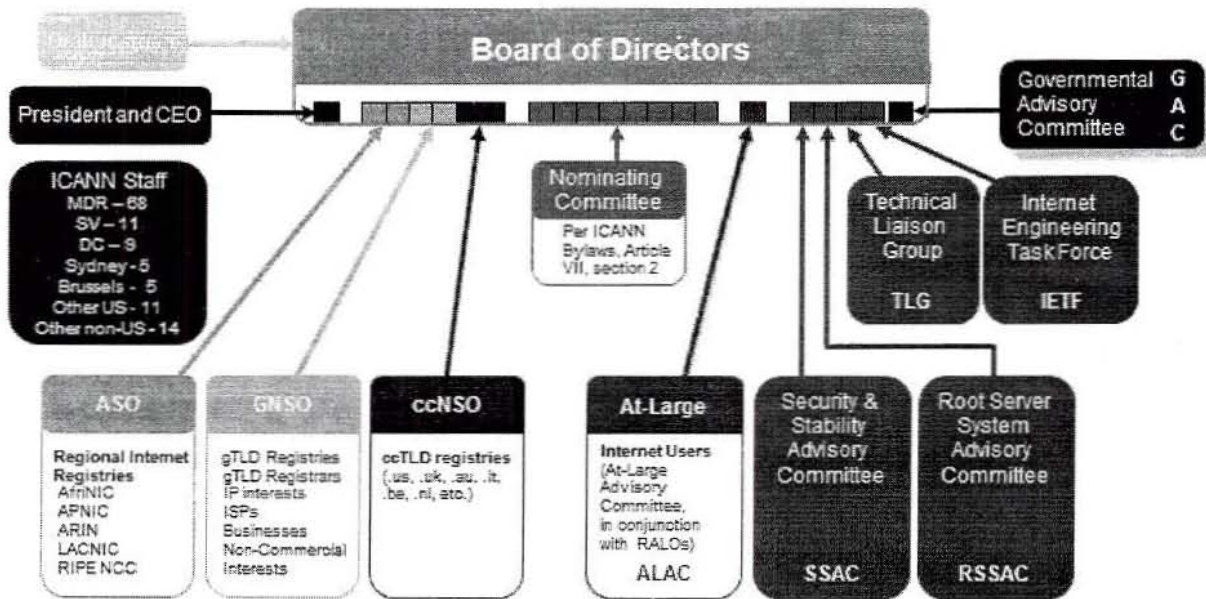 Board of Directors
President and CEO
Governmental G
Advisory A
Committee C
ICANN Staff
MDR – 68
SV – 11
DC – 9
Sydney - 5
Brussels - 5
Other US - 11
Other non-US - 14
Nominating
Committee
Per ICANN
Bylaws, Article
VII, section 2
Technical
Liaison
Group
TLG
Internet
Engineering
TaskForce
IETF
ASO
Regional Internet
Registries
AfriNIC
APNIC
ARIN
LACNIC
RIPE NCC
GNSO
gTLD Registries
gTLD Registrars
IP interests
ISPs
Businesses
Non-Commercial
Interests
ccNSO
ccTLD registries
(.us, .uk, .au, .it,
.be, .nl, etc.)
At-Large
Internet Users
(At-Large
Advisory
Committee,
in conjunction
with RALOs)
ALAC
Security &
Stability
Advisory
Committee
SSAC
Root Server
System
Advisory
Committee
RSSAC